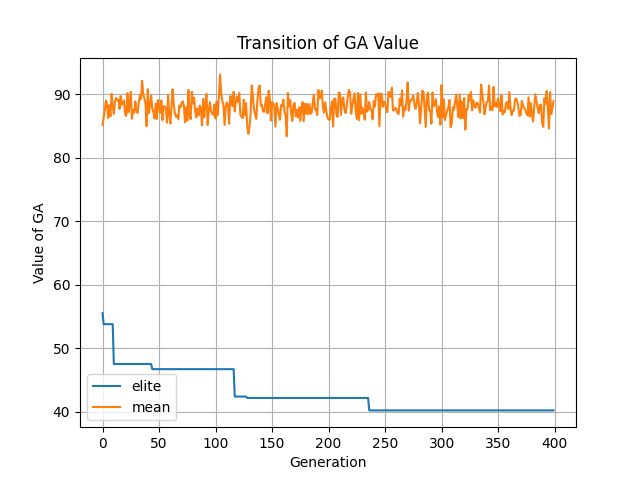 Transition of GA Value
Value of GA
90
80
70
60
50
40
elite
mean
0 50 100 150 200 250 300 350 400
Generation